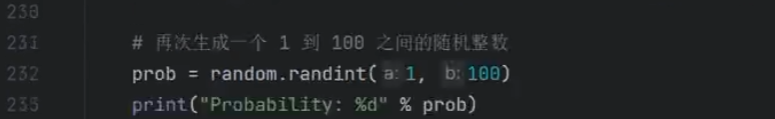 230
231 # 再次生成一个 1 到 100 之间的随机整数
232 prob = random.randint( a: 1, b: 100)
233 print("Probability: %d" % prob)